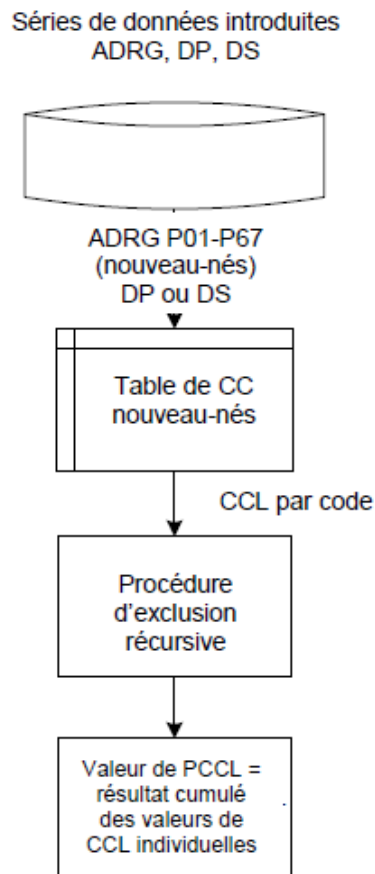 Séries de données introduites
ADRG, DP, DS
ADRG P01-P67
(nouveau-nés)
DP ou DS
Table de CC
nouveau-nés
CCL par code
Procédure
d'exclusion
récursive
Valeur de PCCL =
résultat cumulé
des valeurs de
CCL individuelles